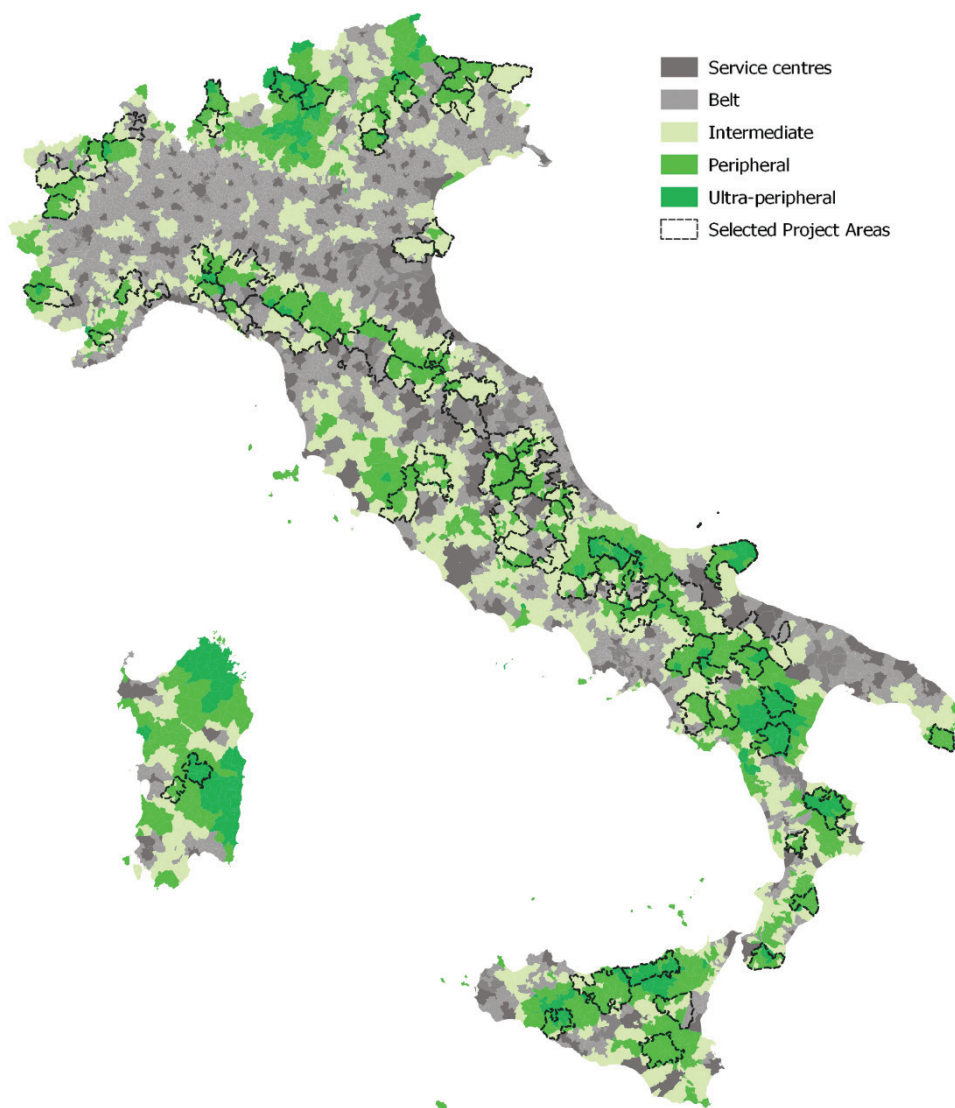 Service centres
Belt
Intermediate
Peripheral
Ultra-peripheral
Selected Project Areas